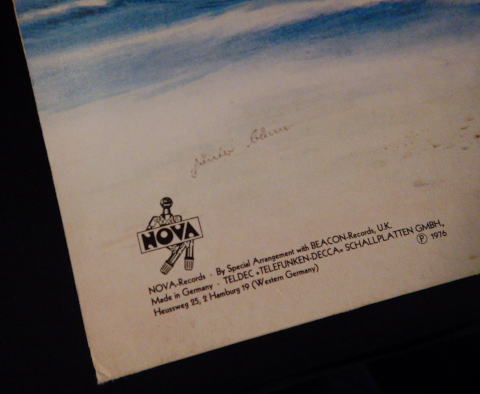 NOVA
NOVA-Records · By Special Arrangement with BEACON-Records, U.K.
Made in Germany · TELDEC »TELEFUNKEN-DECCA« SCHALLPLATTEN GMBH,
Heussweg 25, 2 Hamburg 19 (Western Germany)
Ⓟ 1976